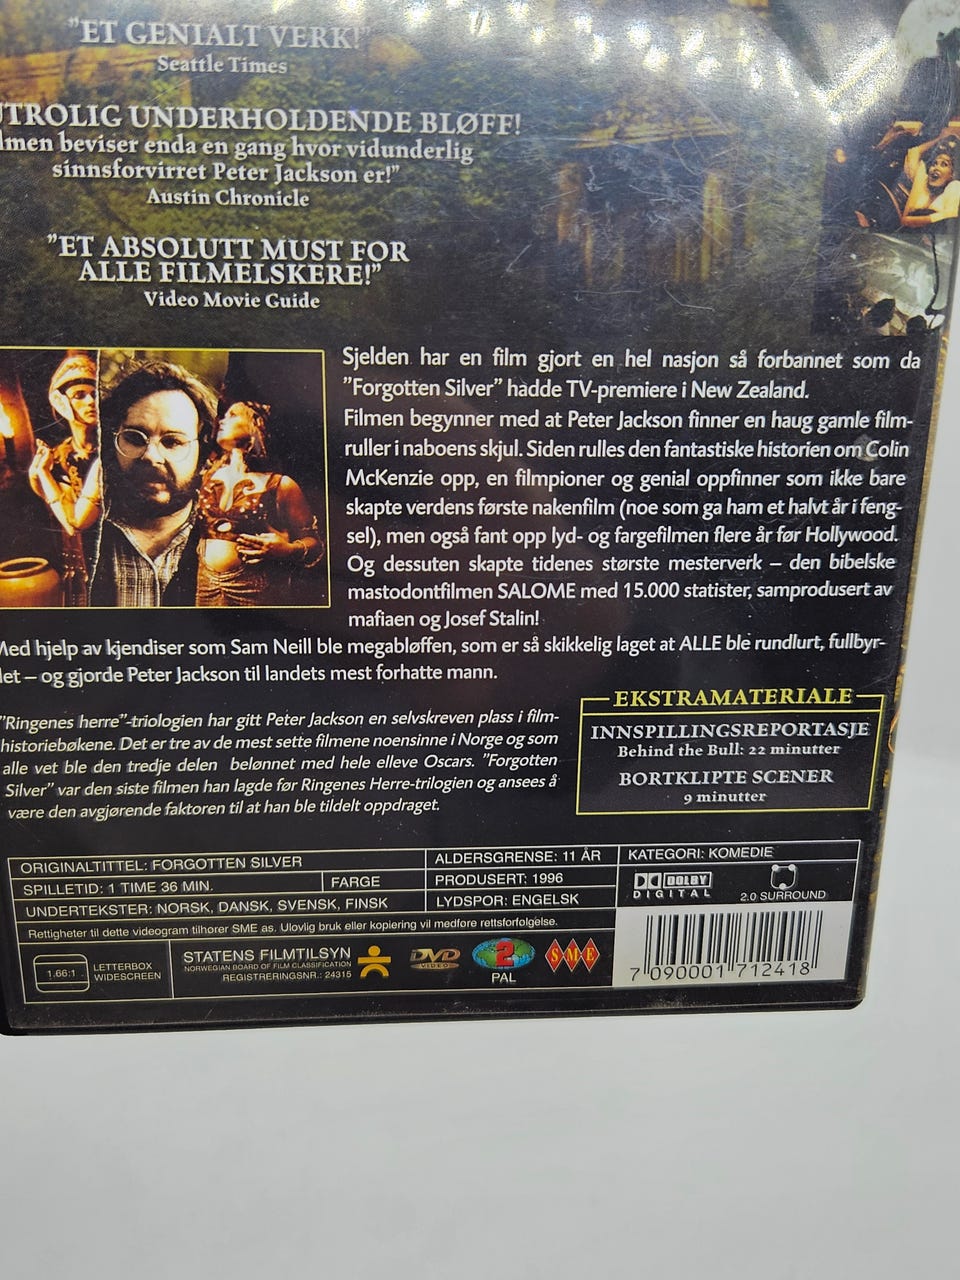 "ET GENIALT VERK!"
Seattle Times
UTROLIG UNDERHOLDENDE BLØFF!
lmen beviser enda en gang hvor vidunderlig
sinnsforvirret Peter Jackson er!"
Austin Chronicle
"ET ABSOLUTT MUST FOR
ALLE FILMELSKERE!"
Video Movie Guide
Sjelden har en film gjort en hel nasjon så forbannet som da
"Forgotten Silver" hadde TV-premiere i New Zealand.
Filmen begynner med at Peter Jackson finner en haug gamle film-
ruller i naboens skjul. Siden rulles den fantastiske historien om Colin
McKenzie opp, en filmpioner og genial oppfinner som ikke bare
skapte verdens første nakenfilm (noe som ga ham et halvt år i feng-
sel), men også fant opp lyd- og fargefilmen flere år før Hollywood.
Og dessuten skapte tidenes største mesterverk – den bibelske
mastodontfilmen SALOME med 15.000 statister, samprodusert av
mafiaen og Josef Stalin!
Med hjelp av kjendiser som Sam Neill ble megabløffen, som er så skikkelig laget at ALLE ble rundlurt, fullbyr-
det – og gjorde Peter Jackson til landets mest forhatte mann.
"Ringenes herre"-triologien har gitt Peter Jackson en selvskreven plass i film-
historiebøkene. Det er tre av de mest sette filmene noensinne i Norge og som
alle vet ble den tredje delen belønnet med hele elleve Oscars. "Forgotten
Silver" var den siste filmen han lagde før Ringenes Herre-trilogien og ansees å
være den avgjørende faktoren til at han ble tildelt oppdraget.
EKSTRAMATERIALE
INNSPILLINGSREPORTASJE
Behind the Bull: 22 minutter
BORTKLIPTE SCENER
9 minutter
ORIGINALTITTEL: FORGOTTEN SILVER
ALDERSGRENSE: 11 ÅR
KATEGORI: KOMEDIE
SPILLETID: 1 TIME 36 MIN.
FARGE
PRODUSERT: 1996
UNDERTEKSTER: NORSK, DANSK, SVENSK, FINSK
LYDSPOR: ENGELSK
DOLBY
DIGITAL
2.0 SURROUND
Rettigheter til dette videogram tilhører SME as. Ulovlig bruk eller kopiering vil medføre rettsforfølgelse.
1.66:1
LETTERBOX
WIDESCREEN
STATENS FILMTILSYN
NORWEGIAN BOARD OF FILM CLASSIFICATION
REGISTRERINGSNR.: 24315
DVD
VIDEO
2
PAL
S M E
7 090001 712418